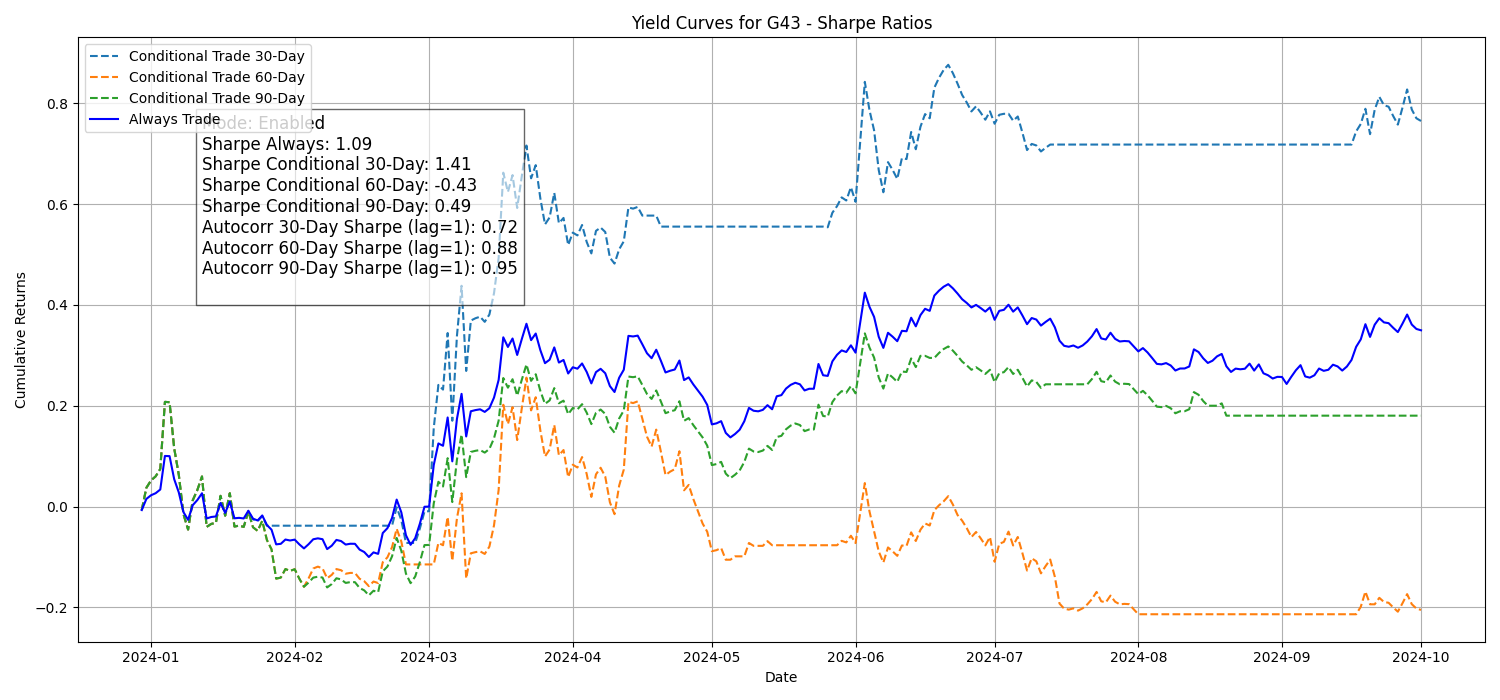 Yield Curves for G43 - Sharpe Ratios
Conditional Trade 30-Day
Conditional Trade 60-Day
Conditional Trade 90-Day
Always Trade
Mode: Enabled
Sharpe Always: 1.09
Sharpe Conditional 30-Day: 1.41
Sharpe Conditional 60-Day: -0.43
Sharpe Conditional 90-Day: 0.49
Autocorr 30-Day Sharpe (lag=1): 0.72
Autocorr 60-Day Sharpe (lag=1): 0.88
Autocorr 90-Day Sharpe (lag=1): 0.95
Cumulative Returns
0.8
0.6
0.4
0.2
0.0
−0.2
2024-01 2024-02 2024-03 2024-04 2024-05 2024-06 2024-07 2024-08 2024-09 2024-10
Date